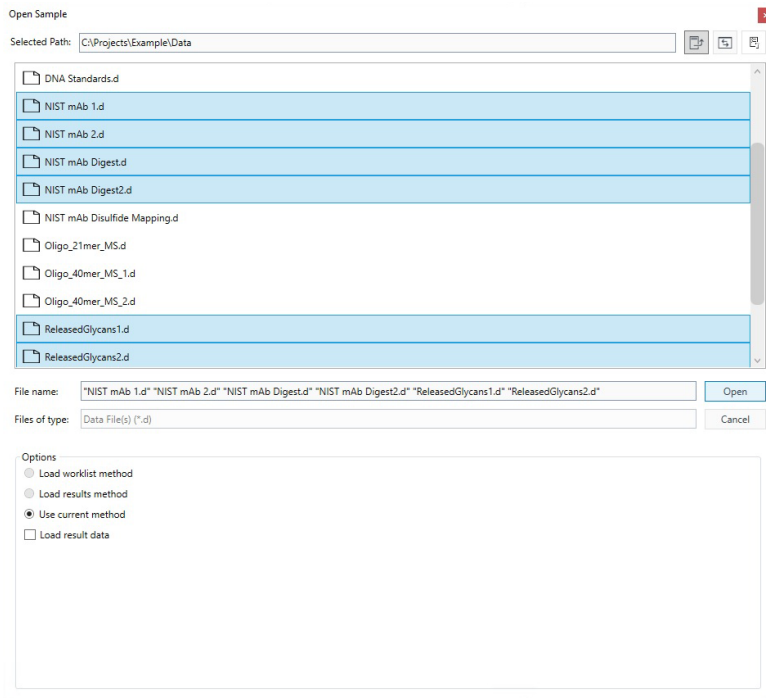 Open Sample
Selected Path: C:\Projects\Example\Data
DNA Standards.d
NIST mAb 1.d
NIST mAb 2.d
NIST mAb Digest.d
NIST mAb Digest2.d
NIST mAb Disulfide Mapping.d
Oligo_21mer_MS.d
Oligo_40mer_MS_1.d
Oligo_40mer_MS_2.d
ReleasedGlycans1.d
ReleasedGlycans2.d
File name: "NIST mAb 1.d" "NIST mAb 2.d" "NIST mAb Digest.d" "NIST mAb Digest2.d" "ReleasedGlycans1.d" "ReleasedGlycans2.d" Open
Files of type: Data File(s) (*.d) Cancel
Options
Load worklist method
Load results method
Use current method
Load result data